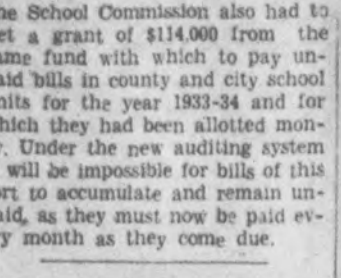 he School Commission also had to
et a grant of $114,000 from the
ame fund with which to pay un-
aid bills in county and city school
nits for the year 1933-34 and for
hich they had been allotted mon-
y. Under the new auditing system
will be impossible for bills of this
ort to accumulate and remain un-
aid, as they must now be paid ev-
y month as they come due.